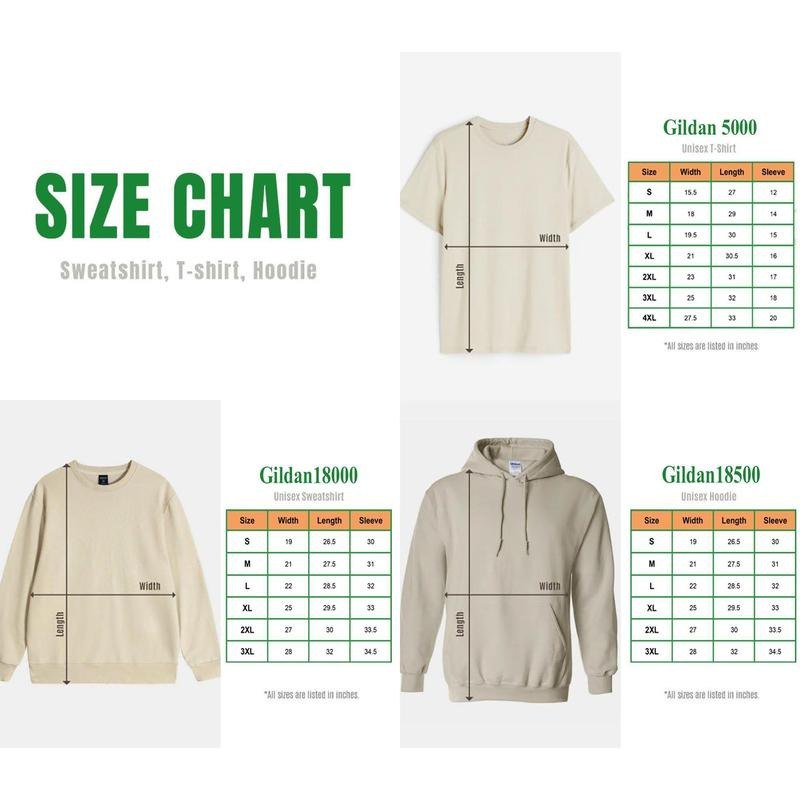 SIZE CHART
Sweatshirt, T-shirt, Hoodie
Width
Length
Gildan 5000
Unisex T-Shirt
Size Width Length Sleeve
S 15.5 27 12
M 18 29 14
L 19.5 30 15
XL 21 30.5 16
2XL 23 31 17
3XL 25 32 18
4XL 27.5 33 20
*All sizes are listed in inches.
Width
Length
Gildan18000
Unisex Sweatshirt
Size Width Length Sleeve
S 19 26.5 30
M 21 27.5 31
L 22 28.5 32
XL 25 29.5 33
2XL 27 30 33.5
3XL 28 32 34.5
*All sizes are listed in inches.
Width
Length
Gildan18500
Unisex Hoodie
Size Width Length Sleeve
S 19 26.5 30
M 21 27.5 31
L 22 28.5 32
XL 25 29.5 33
2XL 27 30 33.5
3XL 28 32 34.5
*All sizes are listed in inches.